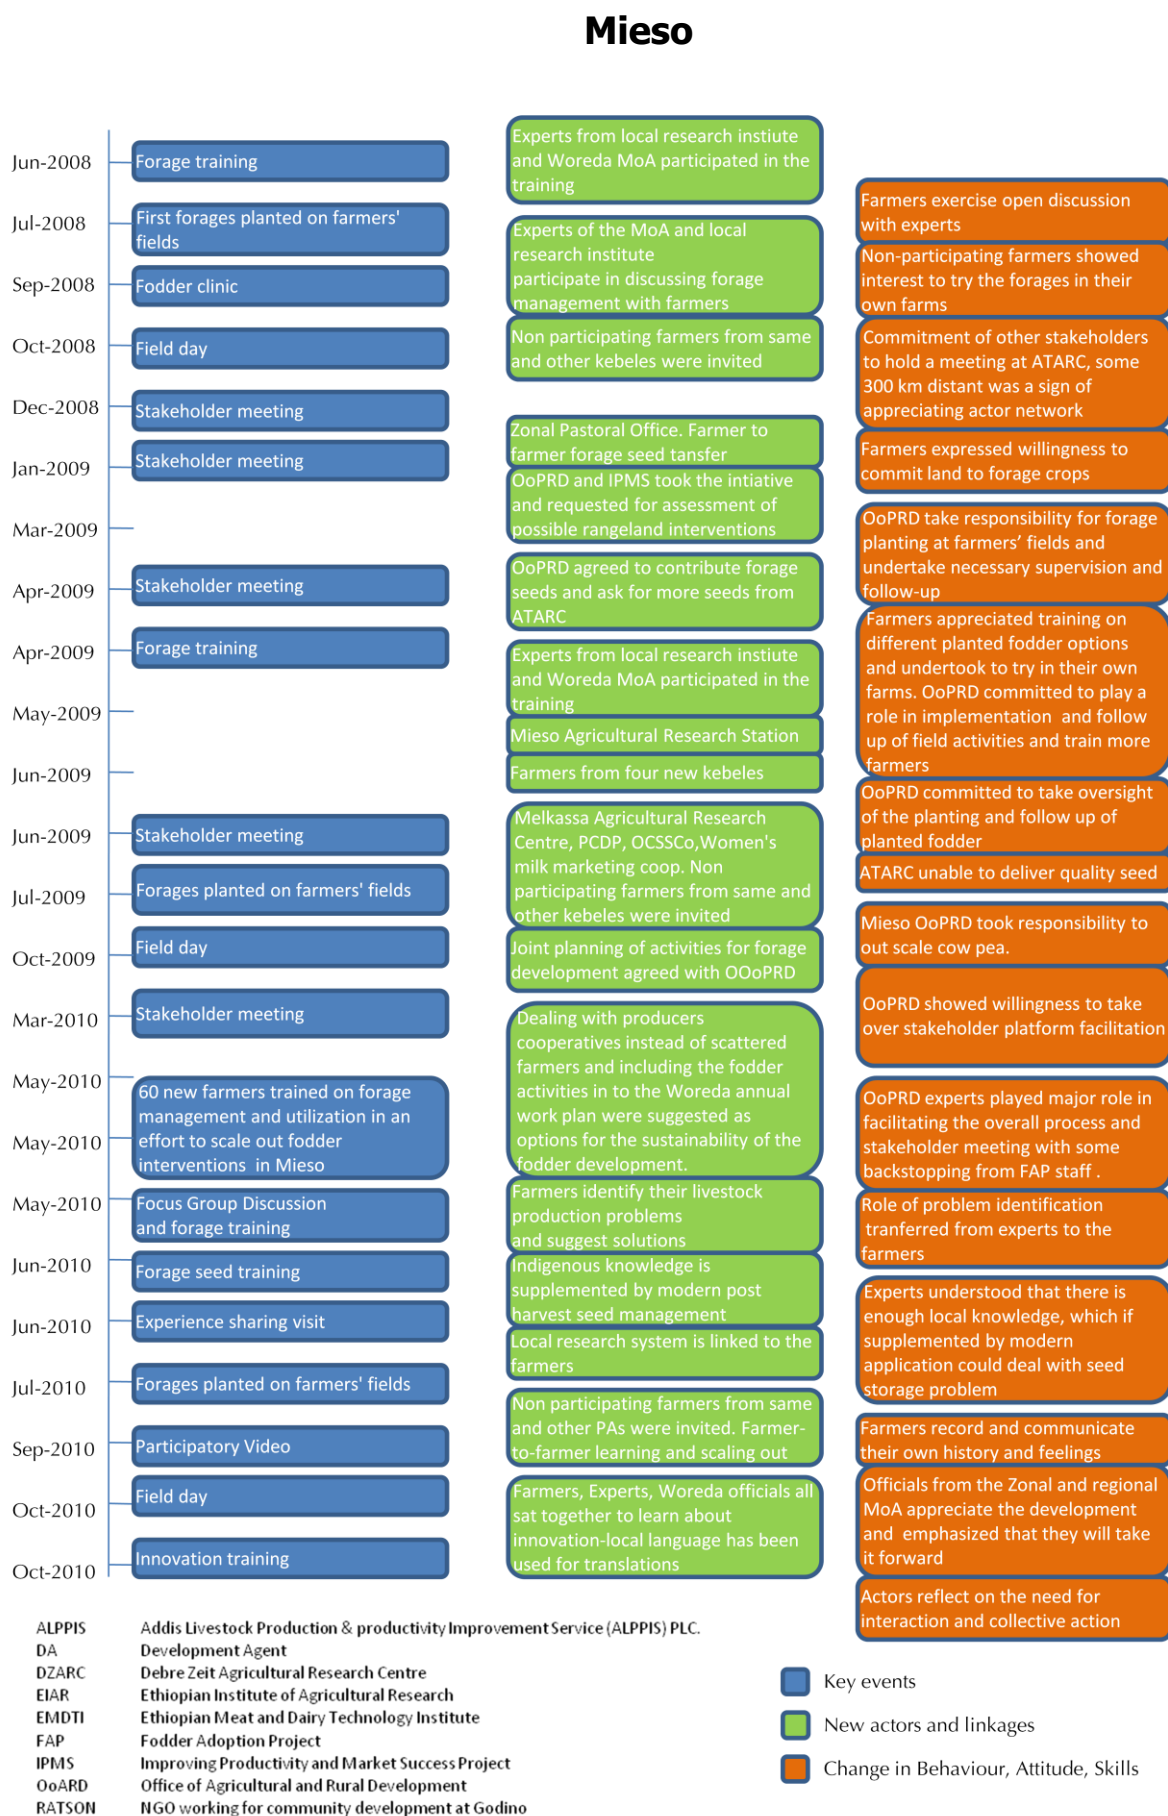 Mieso
Jun-2008
Jul-2008
Sep-2008
Oct-2008
Dec-2008
Jan-2009
Mar-2009
Apr-2009
Apr-2009
May-2009
Jun-2009
Jun-2009
Jul-2009
Oct-2009
Mar-2010
May-2010
May-2010
May-2010
Jun-2010
Jun-2010
Jul-2010
Sep-2010
Oct-2010
Oct-2010
Forage training
First forages planted on farmers'
fields
Fodder clinic
Field day
Stakeholder meeting
Stakeholder meeting
Stakeholder meeting
Forage training
Stakeholder meeting
Forages planted on farmers' fields
Field day
Stakeholder meeting
60 new farmers trained on forage
management and utilization in an
effort to scale out fodder
interventions in Mieso
Focus Group Discussion
and forage training
Forage seed training
Experience sharing visit
Forages planted on farmers' fields
Participatory Video
Field day
Innovation training
Experts from local research instiute
and Woreda MoA participated in the
training
Experts of the MoA and local
research institute
participate in discussing forage
management with farmers
Non participating farmers from same
and other kebeles were invited
Zonal Pastoral Office. Farmer to
farmer forage seed tansfer
OoPRD and IPMS took the intiative
and requested for assessment of
possible rangeland interventions
OoPRD agreed to contribute forage
seeds and ask for more seeds from
ATARC
Experts from local research instiute
and Woreda MoA participated in the
training
Mieso Agricultural Research Station
Farmers from four new kebeles
Melkassa Agricultural Research
Centre, PCDP, OCSSCo,Women's
milk marketing coop. Non
participating farmers from same and
other kebeles were invited
Joint planning of activities for forage
development agreed with OOoPRD
Dealing with producers
cooperatives instead of scattered
farmers and including the fodder
activities in to the Woreda annual
work plan were suggested as
options for the sustainability of the
fodder development.
Farmers identify their livestock
production problems
and suggest solutions
Indigenous knowledge is
supplemented by modern post
harvest seed management
Local research system is linked to the
farmers
Non participating farmers from same
and other PAs were invited. Farmer-
to-farmer learning and scaling out
Farmers, Experts, Woreda officials all
sat together to learn about
innovation-local language has been
used for translations
Farmers exercise open discussion
with experts
Non-participating farmers showed
interest to try the forages in their
own farms
Commitment of other stakeholders
to hold a meeting at ATARC, some
300 km distant was a sign of
appreciating actor network
Farmers expressed willingness to
commit land to forage crops
OoPRD take responsibility for forage
planting at farmers’ fields and
undertake necessary supervision and
follow-up
Farmers appreciated training on
different planted fodder options
and undertook to try in their own
farms. OoPRD committed to play a
role in implementation and follow
up of field activities and train more
farmers
OoPRD committed to take oversight
of the planting and follow up of
planted fodder
ATARC unable to deliver quality seed
Mieso OoPRD took responsibility to
out scale cow pea.
OoPRD showed willingness to take
over stakeholder platform facilitation
OoPRD experts played major role in
facilitating the overall process and
stakeholder meeting with some
backstopping from FAP staff .
Role of problem identification
tranferred from experts to the
farmers
Experts understood that there is
enough local knowledge, which if
supplemented by modern
application could deal with seed
storage problem
Farmers record and communicate
their own history and feelings
Officials from the Zonal and regional
MoA appreciate the development
and emphasized that they will take
it forward
Actors reflect on the need for
interaction and collective action
ALPPIS Addis Livestock Production & productivity Improvement Service (ALPPIS) PLC.
DA Development Agent
DZARC Debre Zeit Agricultural Research Centre
EIAR Ethiopian Institute of Agricultural Research
EMDTI Ethiopian Meat and Dairy Technology Institute
FAP Fodder Adoption Project
IPMS Improving Productivity and Market Success Project
OoARD Office of Agricultural and Rural Development
RATSON NGO working for community development at Godino
Key events
New actors and linkages
Change in Behaviour, Attitude, Skills